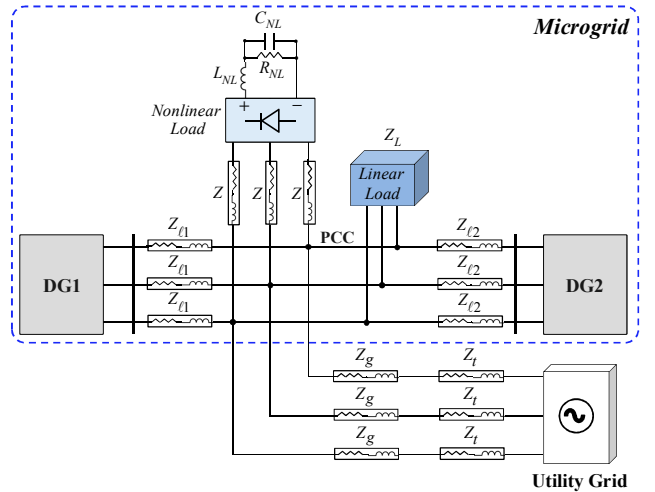 Microgrid
C_NL
R_NL
L_NL
+ −
Nonlinear
Load
Z Z Z
Z_L
Linear
Load
PCC
Z_ℓ1 Z_ℓ2
Z_ℓ1 Z_ℓ2
Z_ℓ1 Z_ℓ2
DG1
DG2
Z_g Z_t
Z_g Z_t
Z_g Z_t
Utility Grid